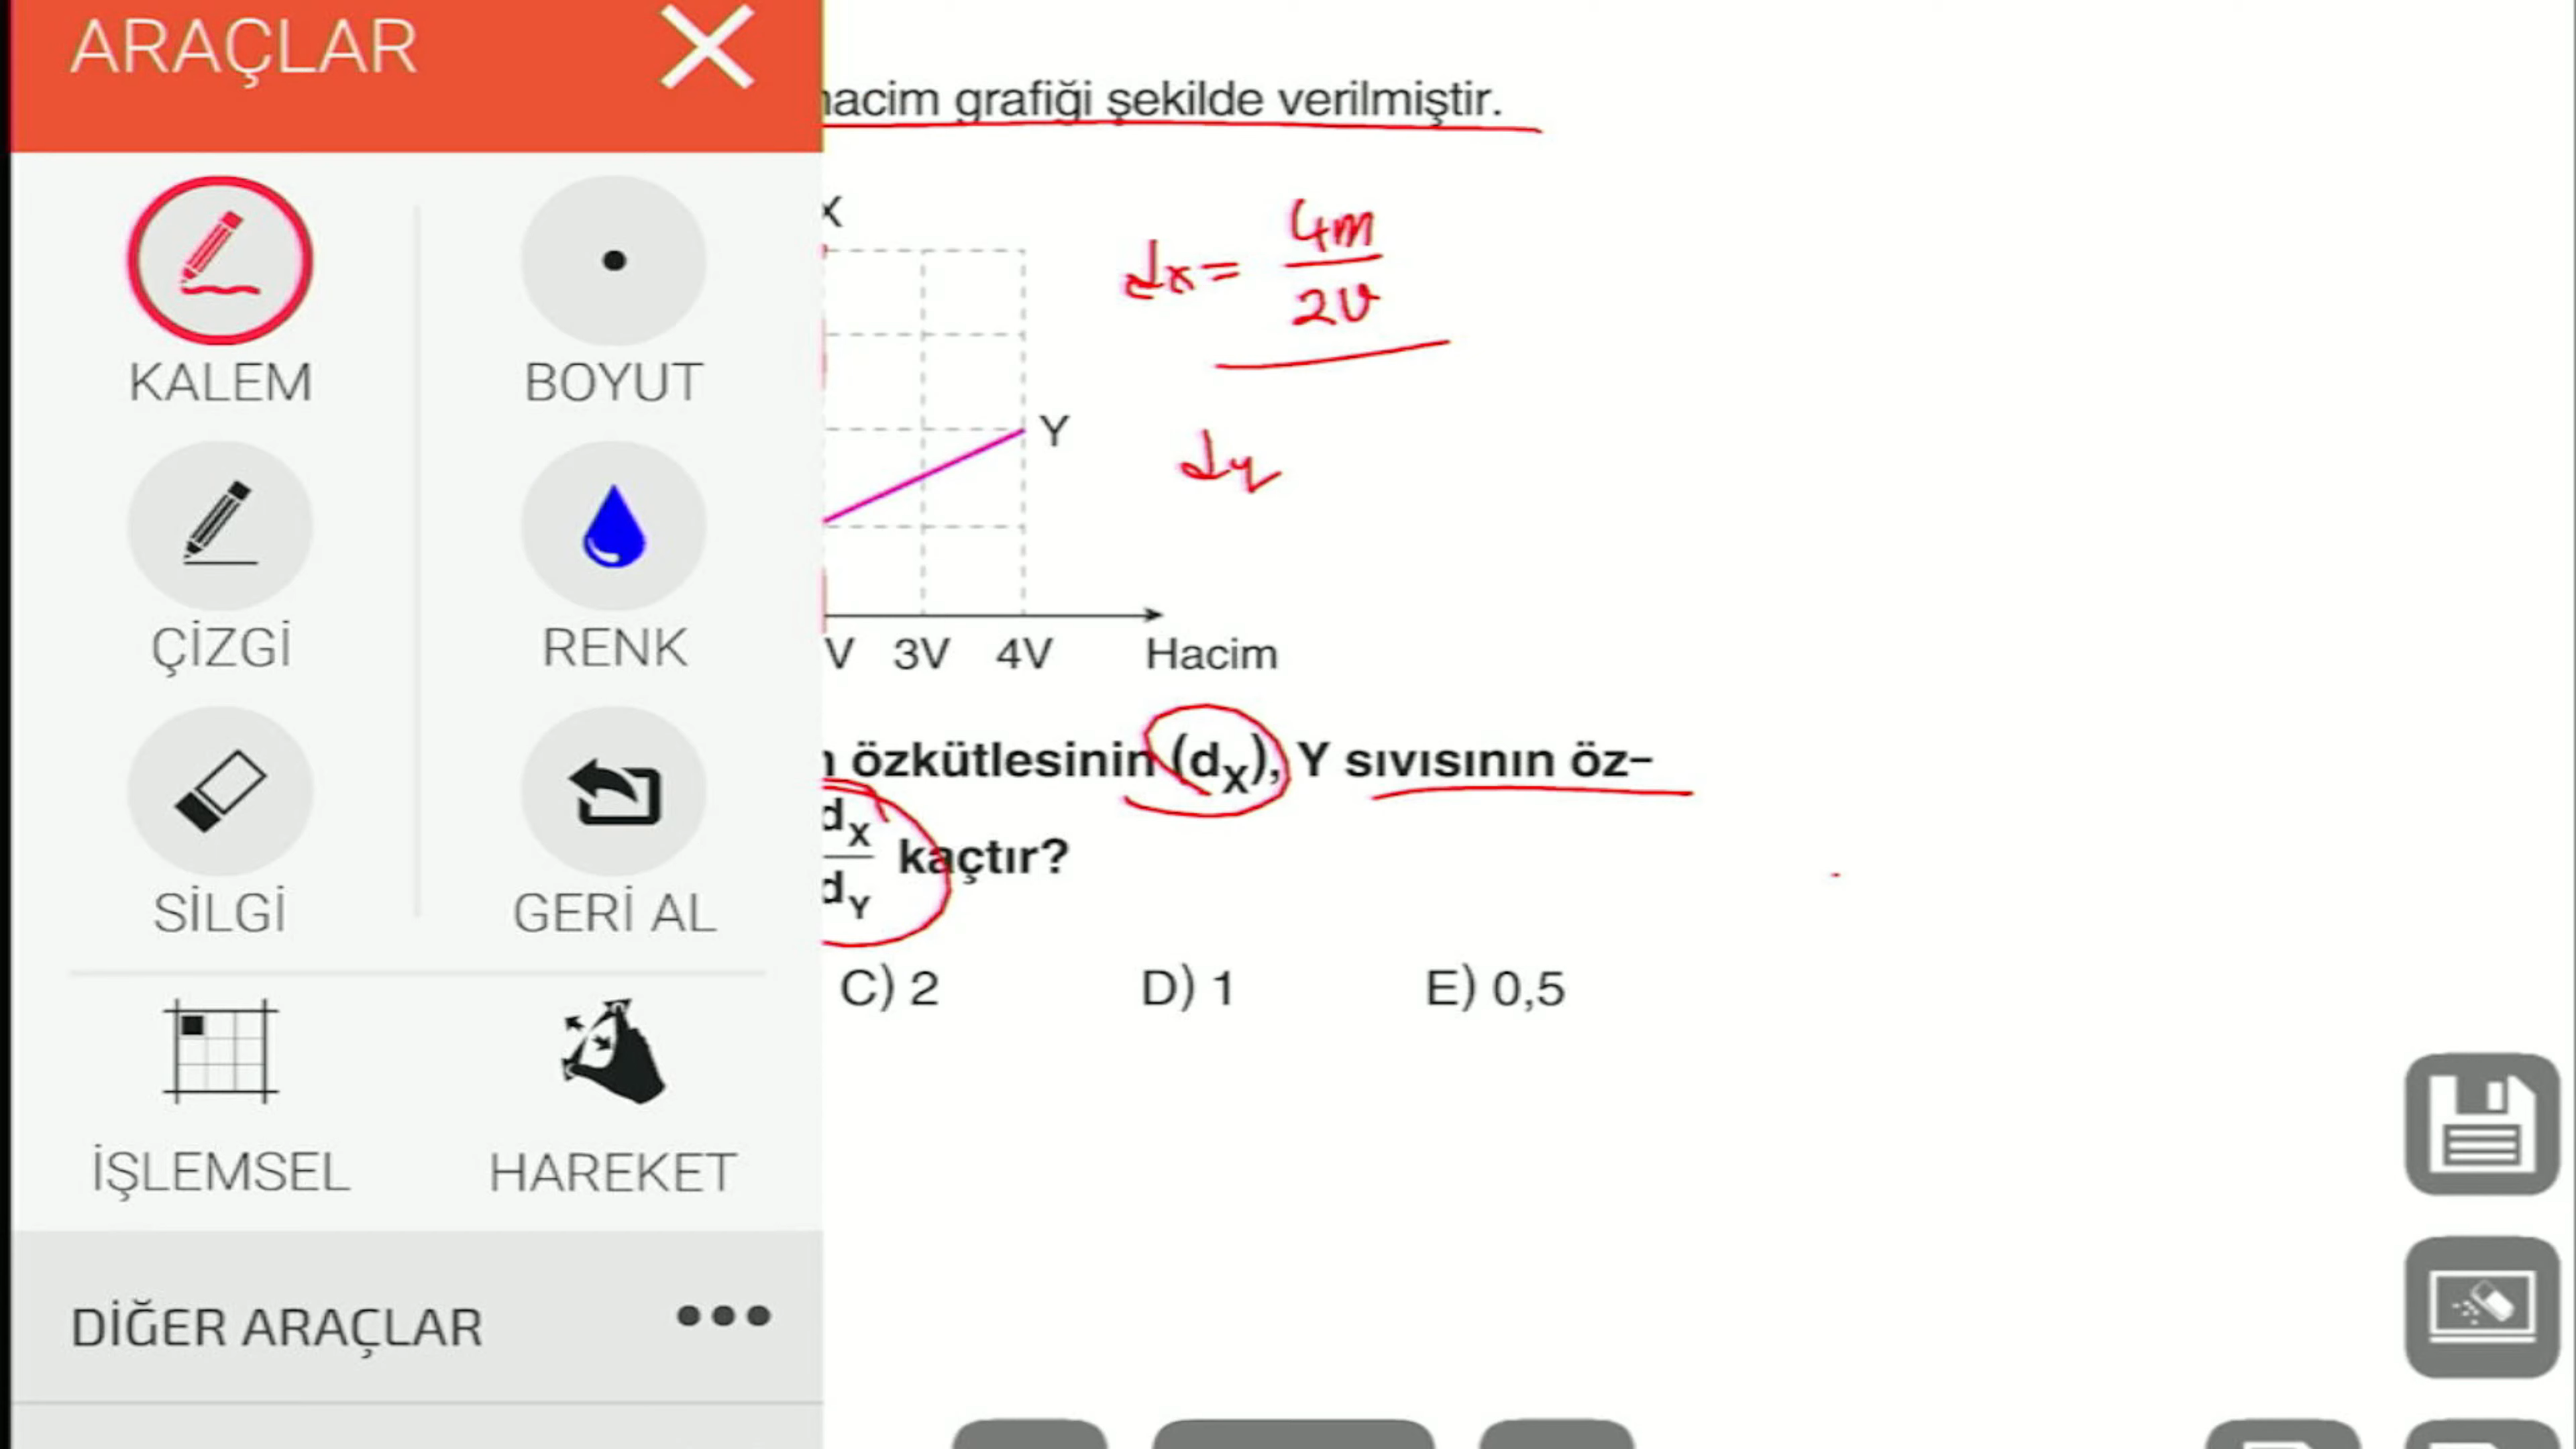 ARAÇLAR
KALEM
BOYUT
ÇİZGİ
RENK
SİLGİ
GERİ AL
İŞLEMSEL
HAREKET
DİĞER ARAÇLAR
hacim grafiği şekilde verilmiştir.
X
dx = 4m
2v
Y
dy
V 3V 4V Hacim
özkütlesinin (dX), Y sıvısının öz–
dX
kaçtır?
dY
C) 2 D) 1 E) 0,5